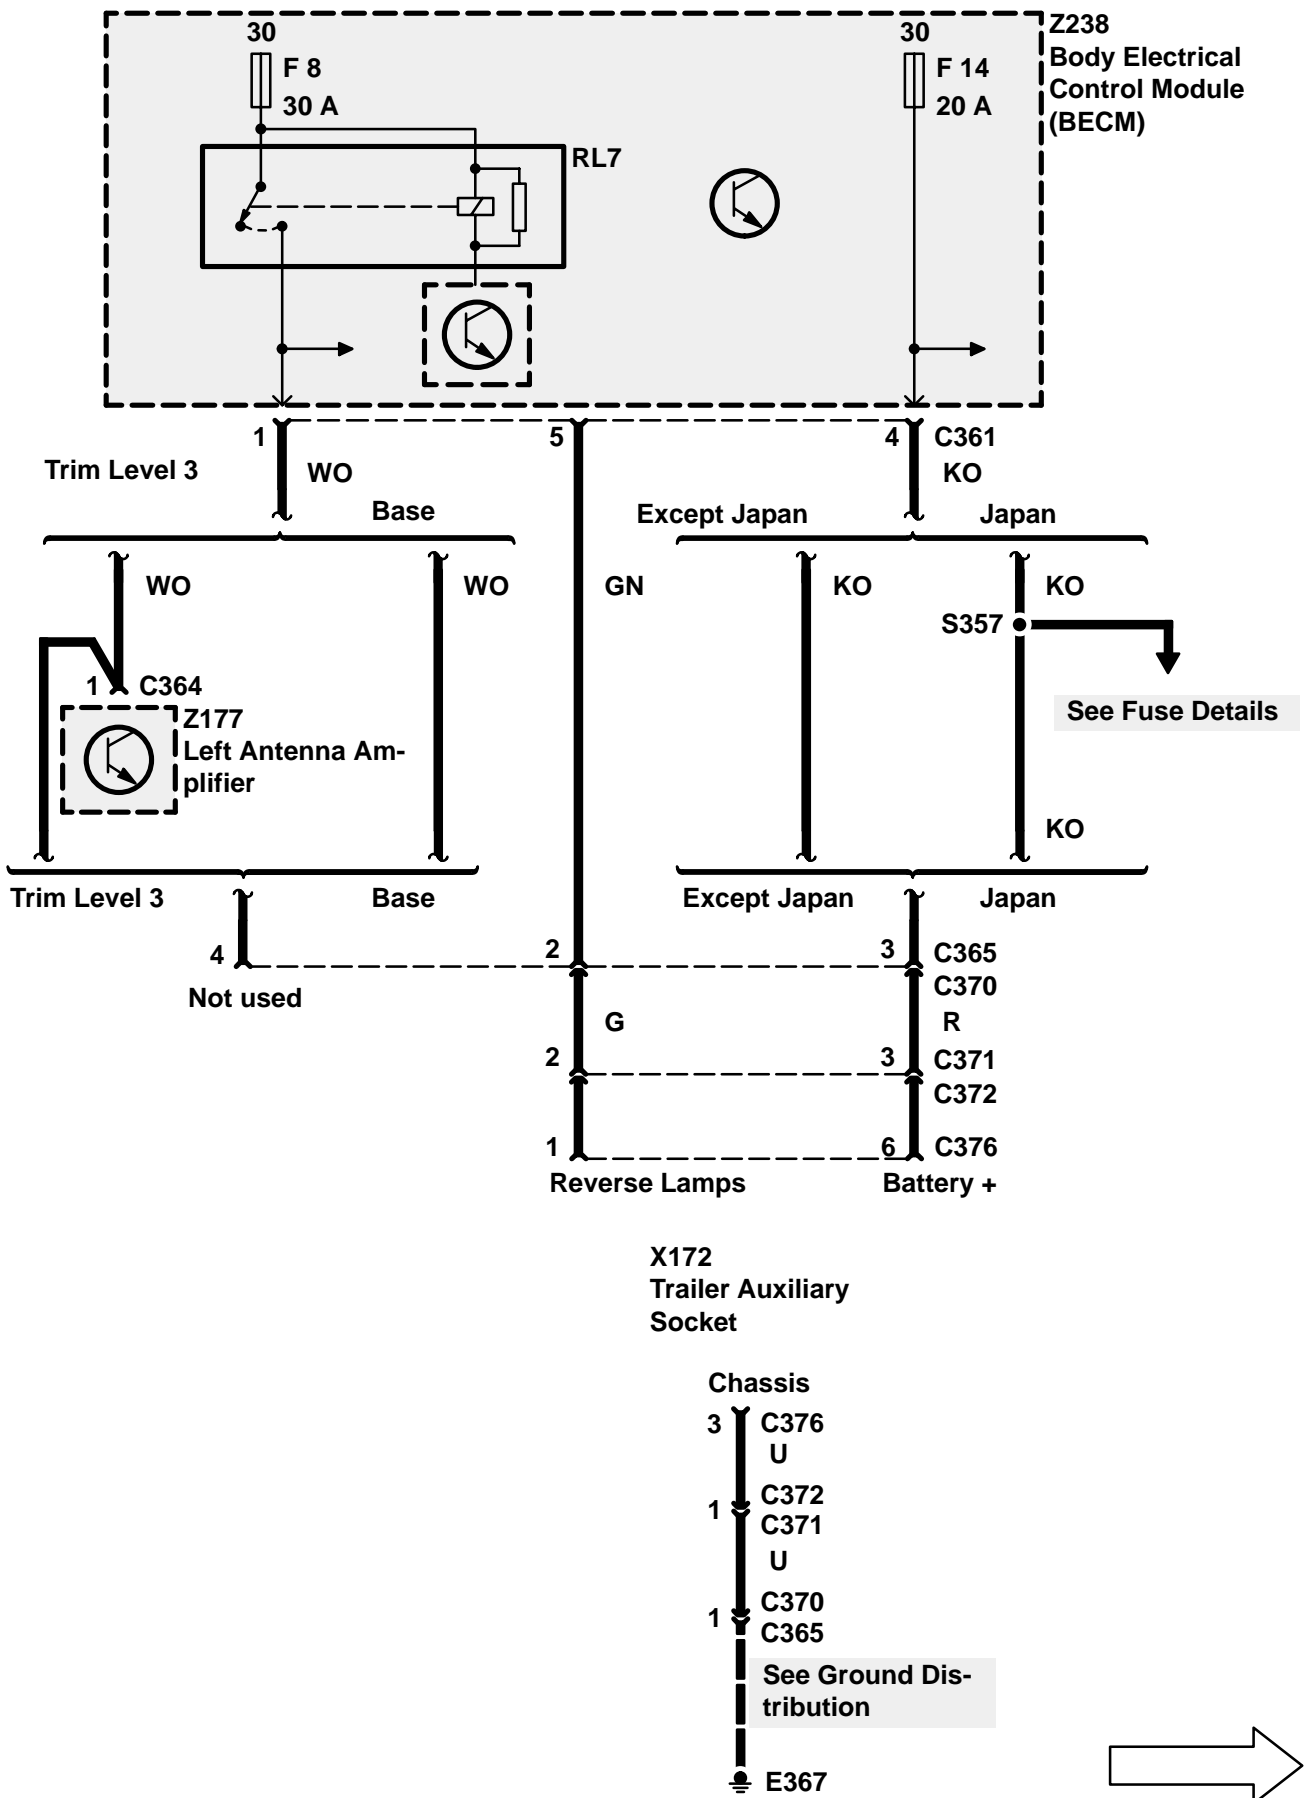 30
30
Z238
Body Electrical
Control Module
(BECM)
F 8
30 A
F 14
20 A
RL7
1
5
4
C361
Trim Level 3
WO
KO
Base
Except Japan
Japan
WO
WO
GN
KO
KO
S357
1
C364
See Fuse Details
Z177
Left Antenna Am-
plifier
KO
Trim Level 3
Base
Except Japan
Japan
4
2
3
C365
C370
Not used
G
R
2
3
C371
C372
1
6
C376
Reverse Lamps
Battery +
X172
Trailer Auxiliary
Socket
Chassis
3
C376
U
C372
1
C371
U
C370
1
C365
See Ground Dis-
tribution
E367